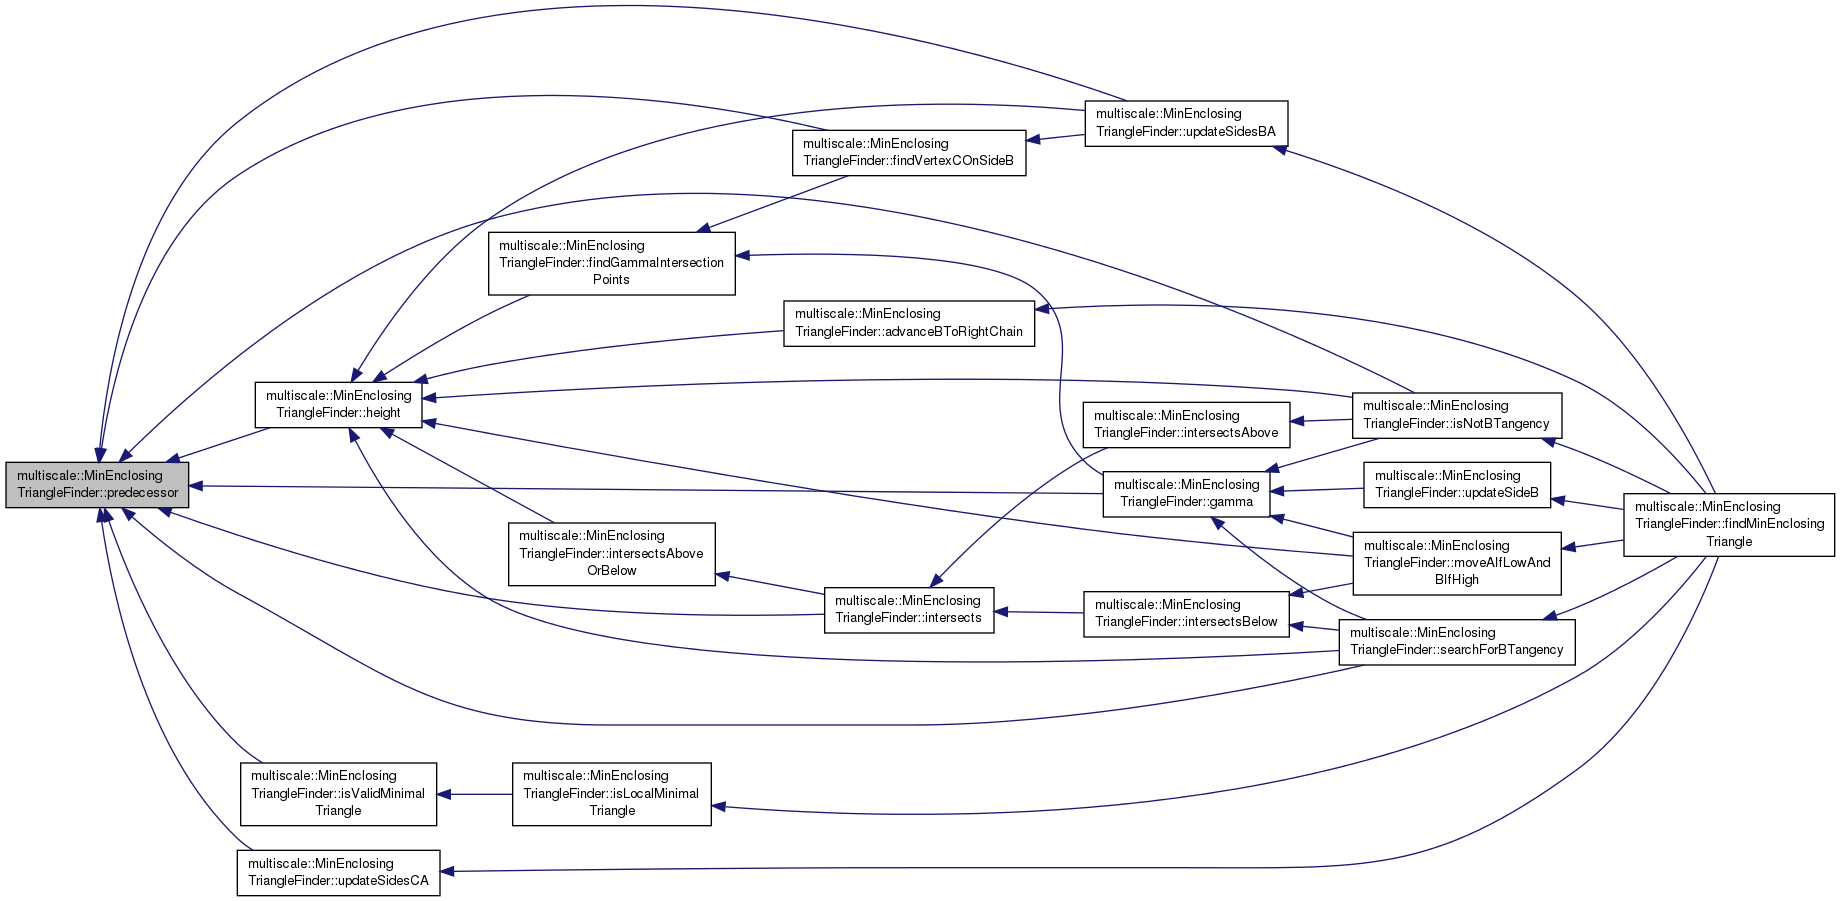 multiscale::MinEnclosing
TriangleFinder::updateSidesBA
multiscale::MinEnclosing
TriangleFinder::findVertexCOnSideB
multiscale::MinEnclosing
TriangleFinder::findGammaIntersection
Points
multiscale::MinEnclosing
TriangleFinder::advanceBToRightChain
multiscale::MinEnclosing
TriangleFinder::height
multiscale::MinEnclosing
TriangleFinder::isNotBTangency
multiscale::MinEnclosing
TriangleFinder::intersectsAbove
multiscale::MinEnclosing
TriangleFinder::predecessor
multiscale::MinEnclosing
TriangleFinder::gamma
multiscale::MinEnclosing
TriangleFinder::updateSideB
multiscale::MinEnclosing
TriangleFinder::findMinEnclosing
Triangle
multiscale::MinEnclosing
TriangleFinder::intersectsAbove
OrBelow
multiscale::MinEnclosing
TriangleFinder::moveAIfLowAnd
BIfHigh
multiscale::MinEnclosing
TriangleFinder::intersects
multiscale::MinEnclosing
TriangleFinder::intersectsBelow
multiscale::MinEnclosing
TriangleFinder::searchForBTangency
multiscale::MinEnclosing
TriangleFinder::isValidMinimal
Triangle
multiscale::MinEnclosing
TriangleFinder::isLocalMinimal
Triangle
multiscale::MinEnclosing
TriangleFinder::updateSidesCA